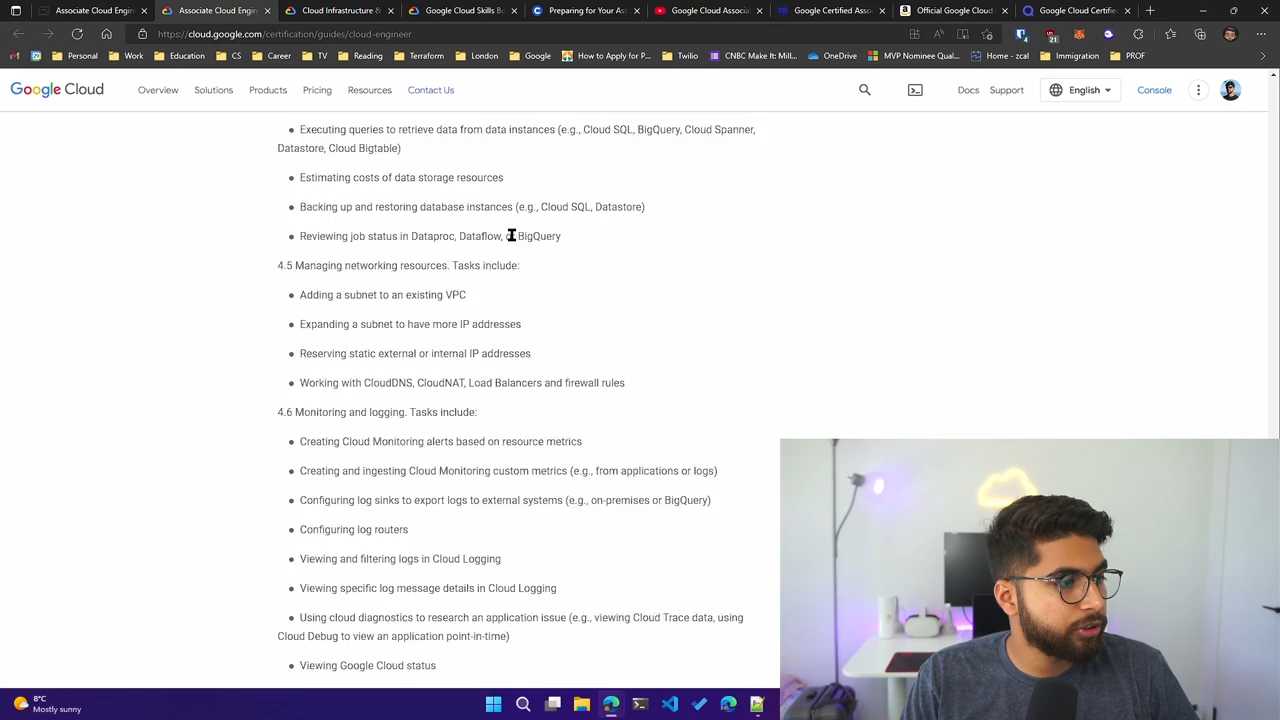 Associate Cloud Engin
Associate Cloud Engin
Cloud Infrastructure &
Google Cloud Skills Bo
Preparing for Your As
Google Cloud Associa
Google Certified Asso
Official Google Cloud
Google Cloud Certifie
https://cloud.google.com/certification/guides/cloud-engineer
21
Personal
Work
Education
CS
Career
TV
Reading
Terraform
London
Google
How to Apply for P...
Twilio
CNBC Make It: Mill...
OneDrive
MVP Nominee Qual...
Immigration
PROF
Google Cloud
Overview
Solutions
Products
Pricing
Resources
Contact Us
English
Docs
Support
Console
• Executing queries to retrieve data from data instances (e.g., Cloud SQL, BigQuery, Cloud Spanner,
Datastore, Cloud Bigtable)
• Estimating costs of data storage resources
• Backing up and restoring database instances (e.g., Cloud SQL, Datastore)
• Reviewing job status in Dataproc, Dataflow, or BigQuery
4.5 Managing networking resources. Tasks include:
• Adding a subnet to an existing VPC
• Expanding a subnet to have more IP addresses
• Reserving static external or internal IP addresses
• Working with CloudDNS, CloudNAT, Load Balancers and firewall rules
4.6 Monitoring and logging. Tasks include:
• Creating Cloud Monitoring alerts based on resource metrics
• Creating and ingesting Cloud Monitoring custom metrics (e.g., from applications or logs)
• Configuring log sinks to export logs to external systems (e.g., on-premises or BigQuery)
• Configuring log routers
• Viewing and filtering logs in Cloud Logging
• Viewing specific log message details in Cloud Logging
• Using cloud diagnostics to research an application issue (e.g., viewing Cloud Trace data, using
Cloud Debug to view an application point-in-time)
• Viewing Google Cloud status
8°C
Mostly sunny